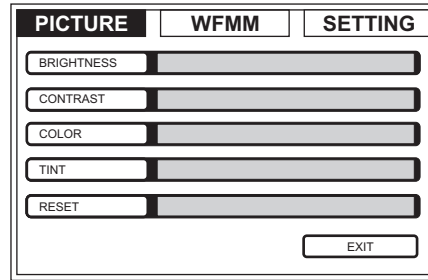 PICTURE WFMM SETTING
BRIGHTNESS
CONTRAST
COLOR
TINT
RESET
EXIT